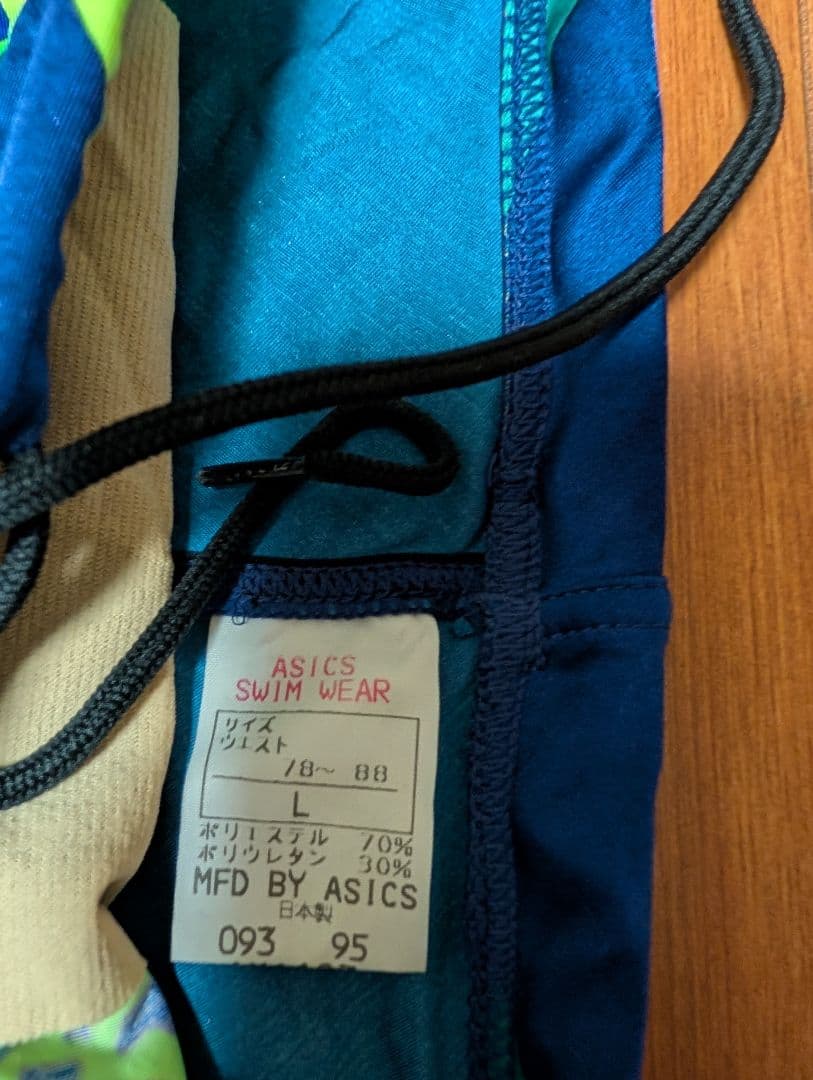 ASICS
SWIM WEAR
サイズ
ウエスト
78～ 88
L
ポリエステル 70%
ポリウレタン 30%
MFD BY ASICS
日本製
093 95